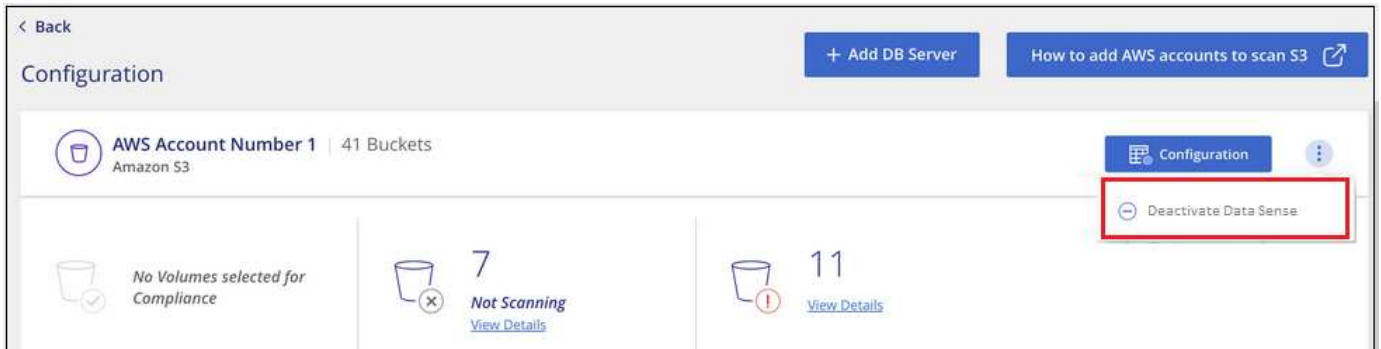 < Back
+ Add DB Server
How to add AWS accounts to scan S3
Configuration
AWS Account Number 1 | 41 Buckets
Amazon S3
Configuration
Deactivate Data Sense
No Volumes selected for
Compliance
7
Not Scanning
View Details
11
View Details